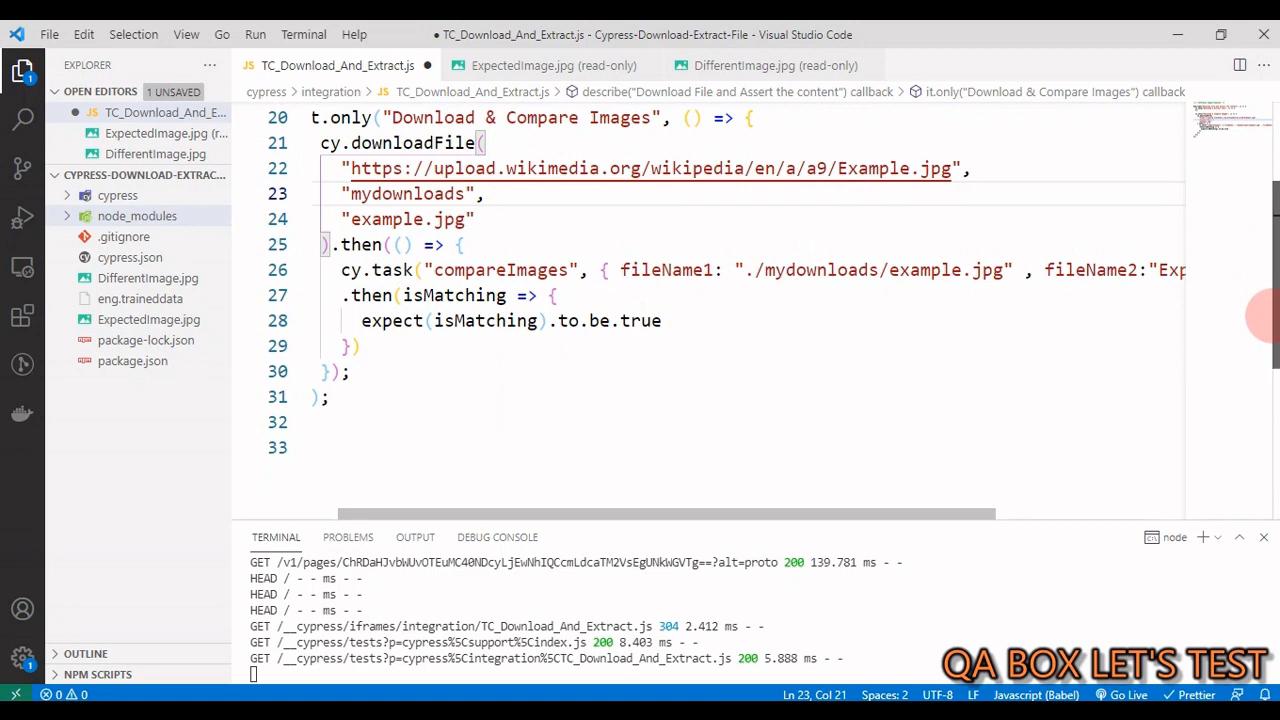 File Edit Selection View Go Run Terminal Help ● TC_Download_And_Extract.js - Cypress-Download-Extract-File - Visual Studio Code
EXPLORER ...
JS TC_Download_And_Extract.js ● ExpectedImage.jpg (read-only) DifferentImage.jpg (read-only) ...
OPEN EDITORS 1 UNSAVED
cypress > integration > JS TC_Download_And_Extract.js > describe("Download File and Assert the content") callback > it.only("Download & Compare Images") callback
● JS TC_Download_And_E...
ExpectedImage.jpg (r...
DifferentImage.jpg
CYPRESS-DOWNLOAD-EXTRAC...
> cypress
> node_modules
.gitignore
cypress.json
DifferentImage.jpg
eng.traineddata
ExpectedImage.jpg
package-lock.json
package.json
OUTLINE
NPM SCRIPTS
20 t.only("Download & Compare Images", () => {
21 cy.downloadFile(
22 "https://upload.wikimedia.org/wikipedia/en/a/a9/Example.jpg",
23 "mydownloads",
24 "example.jpg"
25 ).then(() => {
26 cy.task("compareImages", { fileName1: "./mydownloads/example.jpg" , fileName2:"Exp
27 .then(isMatching => {
28 expect(isMatching).to.be.true
29 })
30 });
31 );
32
33
TERMINAL PROBLEMS OUTPUT DEBUG CONSOLE node
GET /v1/pages/ChRDaHJvbWUvOTEuMC40NDcyLjEwNhIQCcmLdcaTM2VsEgUNkWGVTg==?alt=proto 200 139.781 ms - -
HEAD / - - ms - -
HEAD / - - ms - -
HEAD / - - ms - -
GET /__cypress/iframes/integration/TC_Download_And_Extract.js 304 2.412 ms - -
GET /__cypress/tests?p=cypress%5Csupport%5Cindex.js 200 8.403 ms - -
GET /__cypress/tests?p=cypress%5Cintegration%5CTC_Download_And_Extract.js 200 5.888 ms - -
QA BOX LET'S TEST
0 0 Ln 23, Col 21 Spaces: 2 UTF-8 LF Javascript (Babel) Go Live Prettier
1
1